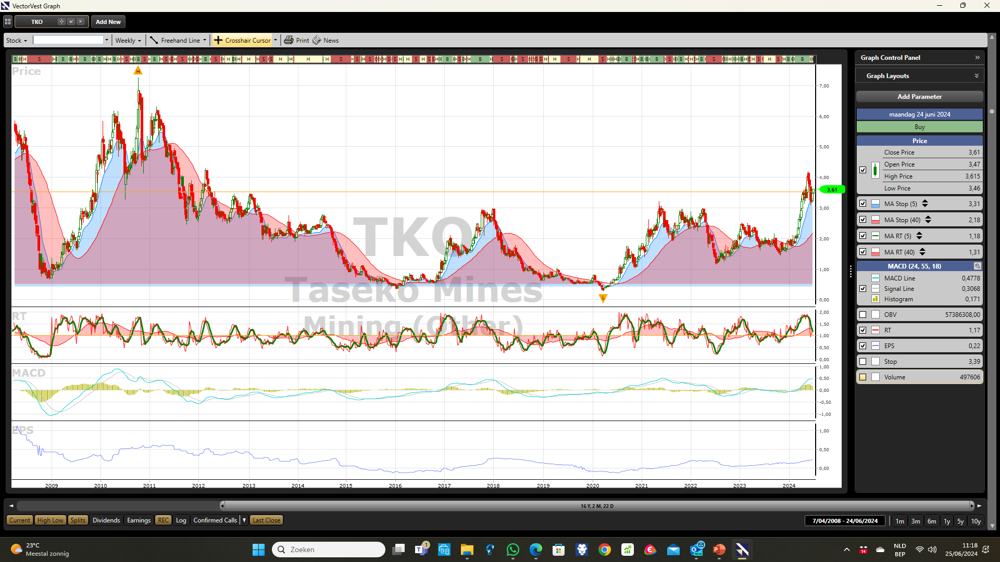 VectorVest Graph
TKO
Add New
Stock
Weekly
Freehand Line
Crosshair Cursor
Print
News
Price
H
7,00
6,00
5,00
4,00
3,61
3,00
2,00
1,00
0,00
L
TKO
Taseko Mines
Mining (Other)
RT
2,00
1,50
1,00
0,50
0,00
MACD
1,00
0,50
0,00
-0,50
-1,00
EPS
1,00
0,50
0,00
2009 2010 2011 2012 2013 2014 2015 2016 2017 2018 2019 2020 2021 2022 2023 2024
Graph Control Panel
Graph Layouts
Add Parameter
maandag 24 juni 2024
Buy
Price
Close Price 3,61
Open Price 3,47
High Price 3,615
Low Price 3,46
MA Stop (5) 3,31
MA Stop (40) 2,18
MA RT (5) 1,18
MA RT (40) 1,31
MACD (24, 55, 18)
MACD Line 0,4778
Signal Line 0,3068
Histogram 0,171
OBV 57386308,00
RT 1,17
EPS 0,22
Stop 3,39
Volume 497606
16 Y, 2 M, 22 D
Current High Low Splits Dividends Earnings REC Log Confirmed Calls Last Close
7/04/2008 - 24/06/2024
1m 3m 6m 1y 5y 10y
23°C
Meestal zonnig
Zoeken
1
NEW
14
NLD
BEP
11:18
25/06/2024